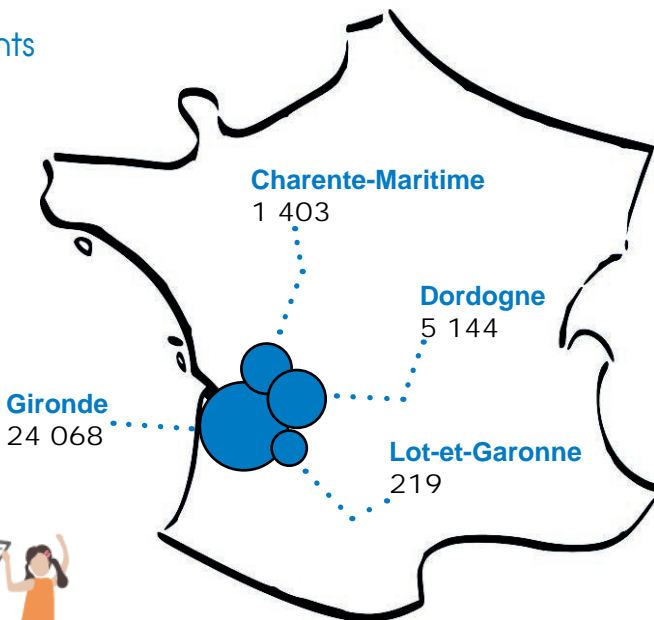 nts
Charente-Maritime
1 403
Dordogne
5 144
Gironde
24 068
Lot-et-Garonne
219